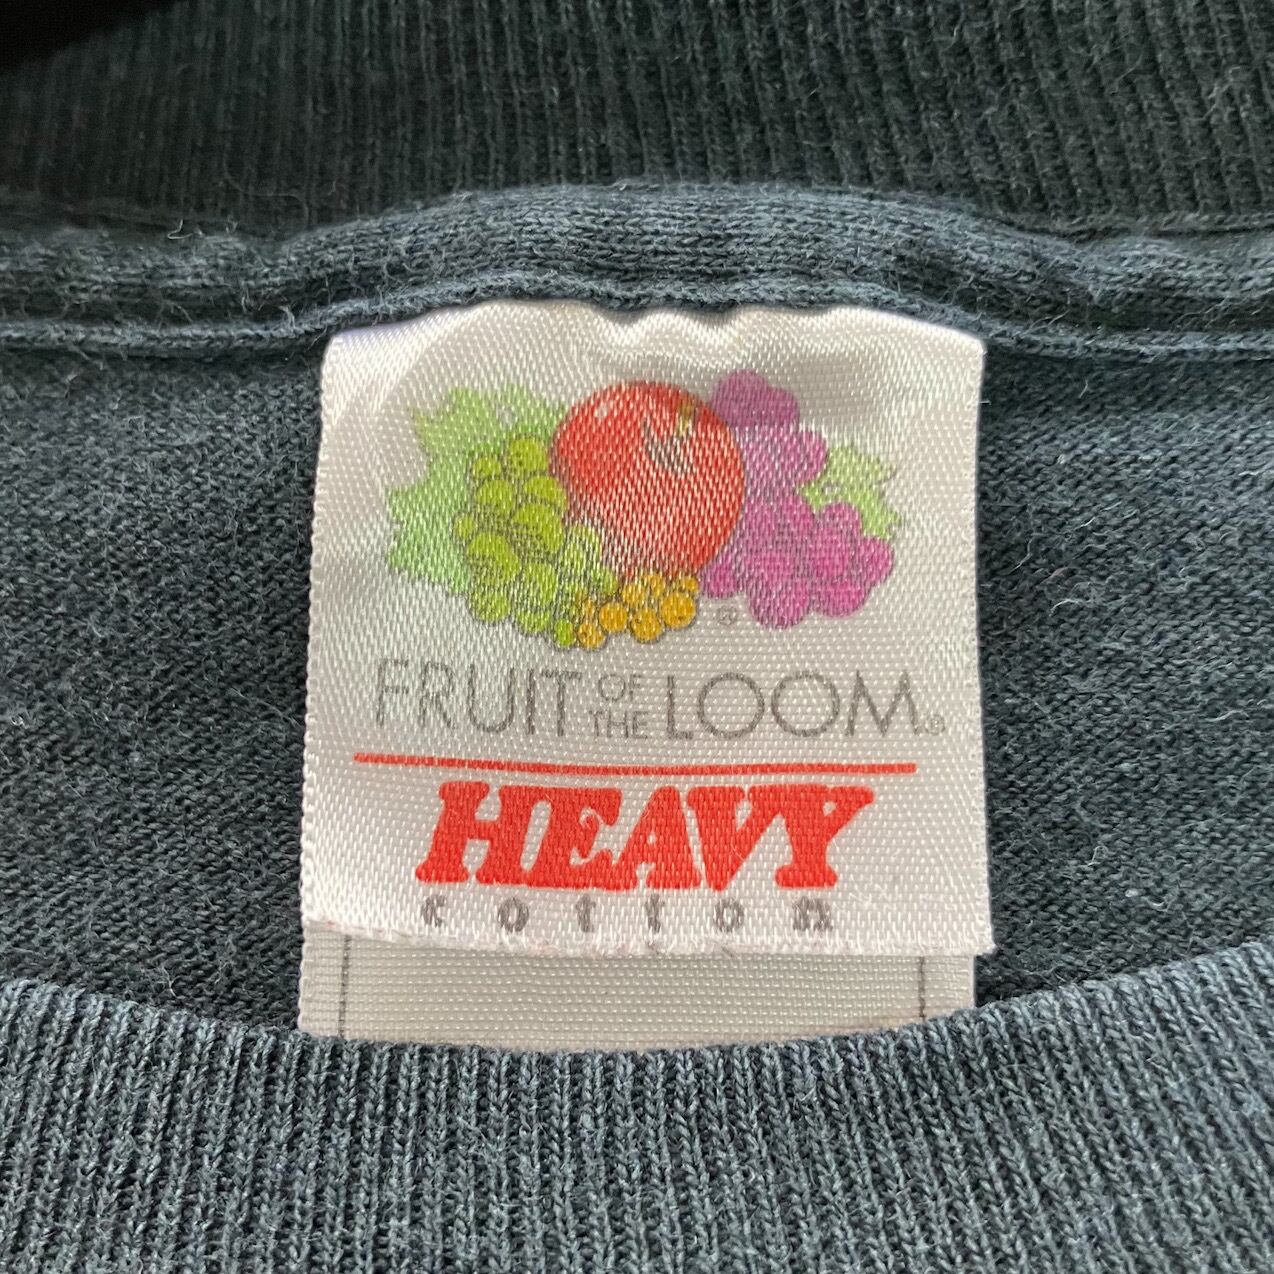 ®
FRUIT OF THE LOOM®
HEAVY
cotton